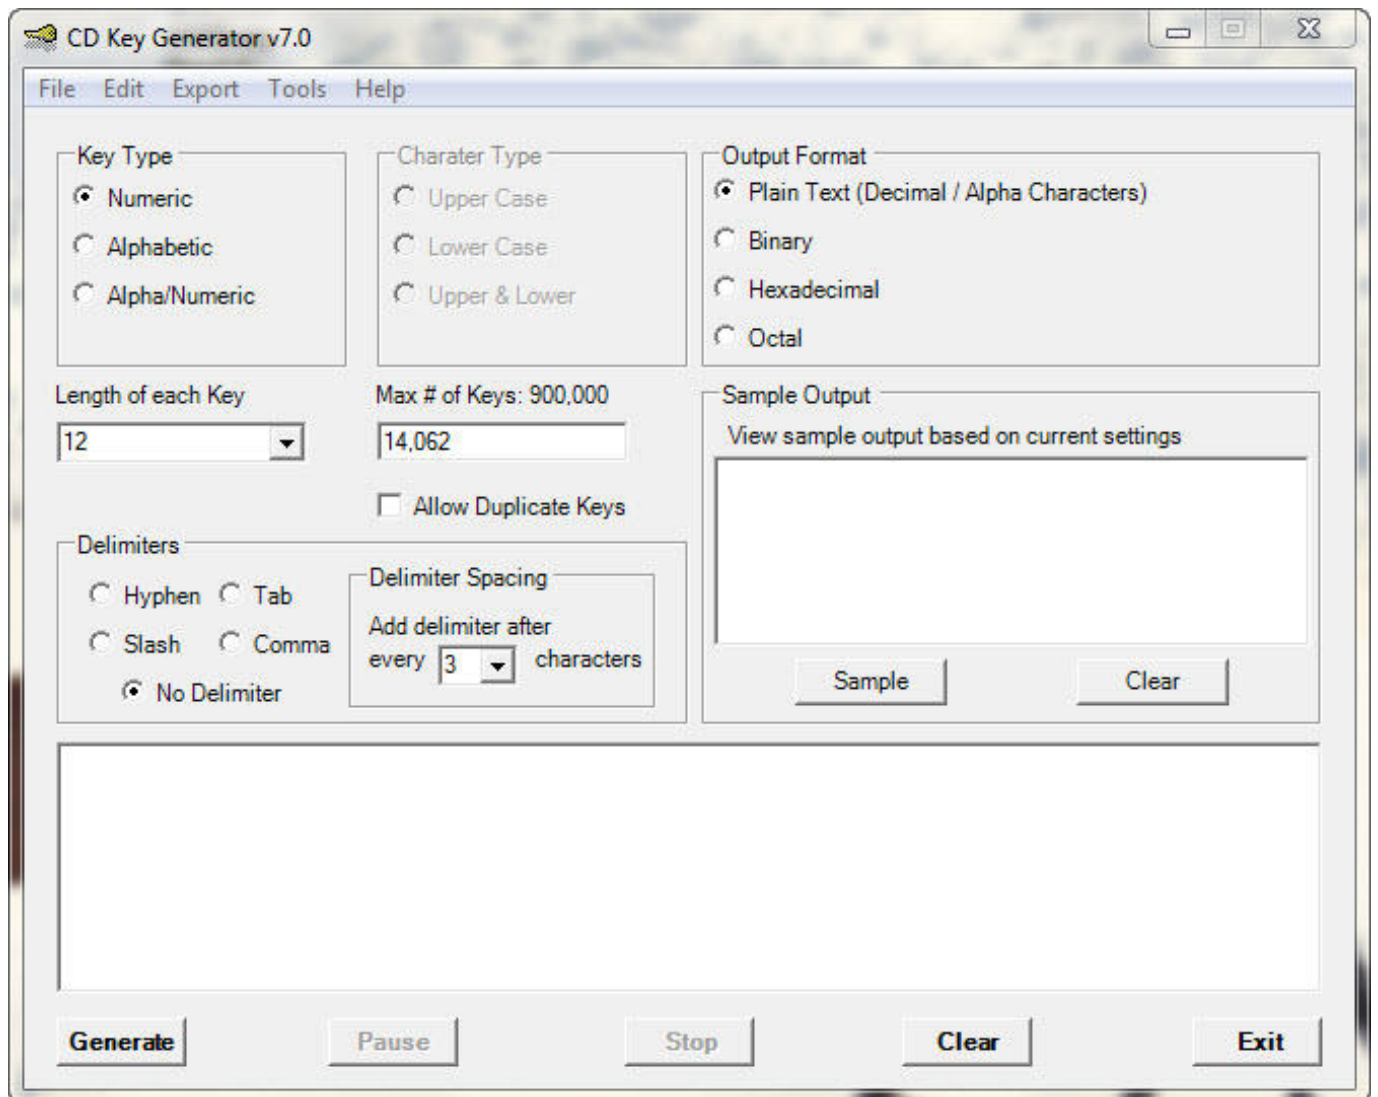 CD Key Generator v7.0
File Edit Export Tools Help
Key Type
Numeric
Alphabetic
Alpha/Numeric
Charater Type
Upper Case
Lower Case
Upper & Lower
Output Format
Plain Text (Decimal / Alpha Characters)
Binary
Hexadecimal
Octal
Length of each Key
12
Max # of Keys: 900,000
14,062
Allow Duplicate Keys
Delimiters
Hyphen Tab
Slash Comma
No Delimiter
Delimiter Spacing
Add delimiter after
every 3 characters
Sample Output
View sample output based on current settings
Sample Clear
Generate Pause Stop Clear Exit